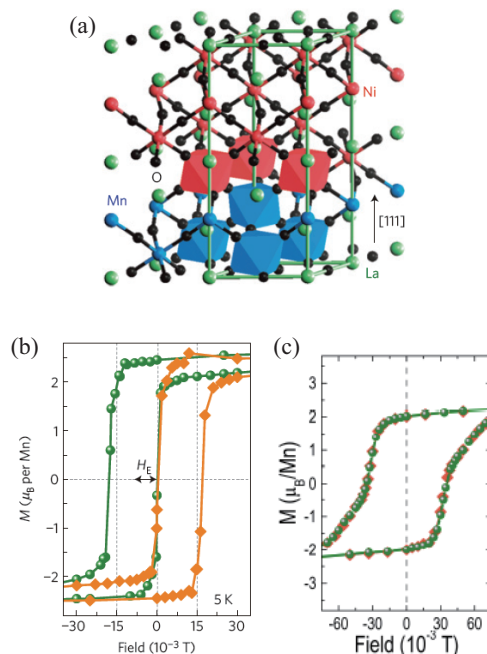 (a)
Ni
O
Mn
[111]
La
(b)
M (μB per Mn)
2
1
0
−1
−2
HE
5 K
−30 −15 0 15 30
Field (10−3 T)
(c)
M (μB/Mn)
3
2
1
0
-1
-2
-3
-60 -30 0 30 60
Field (10-3 T)